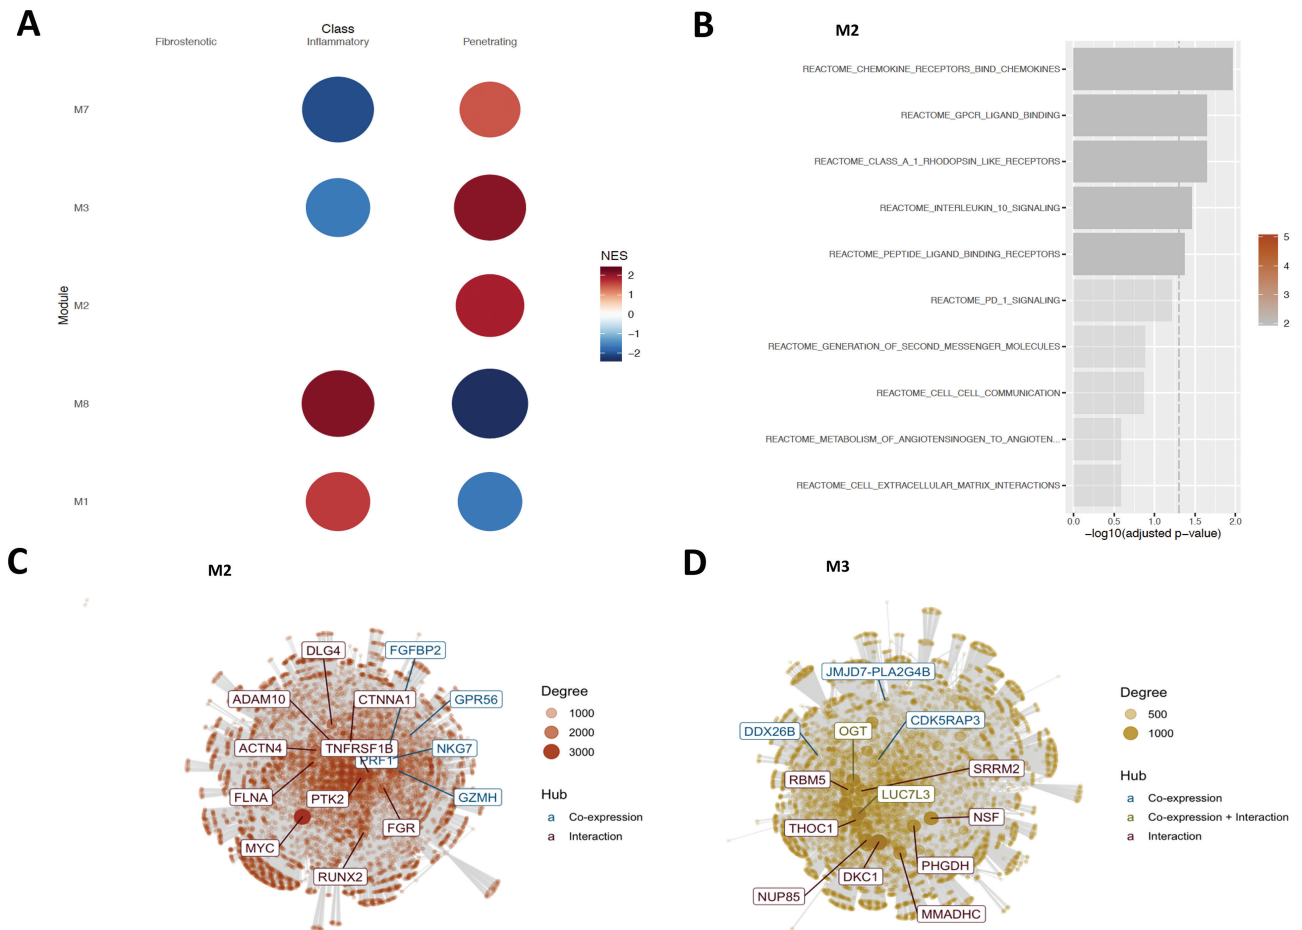 A
Class
Fibrostenotic Inflammatory Penetrating
M7
M3
M2
M8
M1
Module
NES
2
1
0
−1
−2
B
M2
REACTOME_CHEMOKINE_RECEPTORS_BIND_CHEMOKINES
REACTOME_GPCR_LIGAND_BINDING
REACTOME_CLASS_A_1_RHODOPSIN_LIKE_RECEPTORS
REACTOME_INTERLEUKIN_10_SIGNALING
REACTOME_PEPTIDE_LIGAND_BINDING_RECEPTORS
REACTOME_PD_1_SIGNALING
REACTOME_GENERATION_OF_SECOND_MESSENGER_MOLECULES
REACTOME_CELL_CELL_COMMUNICATION
REACTOME_METABOLISM_OF_ANGIOTENSINOGEN_TO_ANGIOTEN...
REACTOME_CELL_EXTRACELLULAR_MATRIX_INTERACTIONS
0.0 0.5 1.0 1.5 2.0
−log10(adjusted p−value)
5
4
3
2
C
M2
DLG4
FGFBP2
ADAM10
CTNNA1
GPR56
ACTN4
TNFRSF1B
NKG7
PRF1
FLNA
PTK2
GZMH
FGR
MYC
RUNX2
Degree
1000
2000
3000
Hub
a Co−expression
a Interaction
D
M3
JMJD7-PLA2G4B
DDX26B
OGT
CDK5RAP3
RBM5
SRRM2
LUC7L3
THOC1
NSF
DKC1
PHGDH
NUP85
MMADHC
Degree
500
1000
Hub
a Co−expression
a Co−expression + Interaction
a Interaction